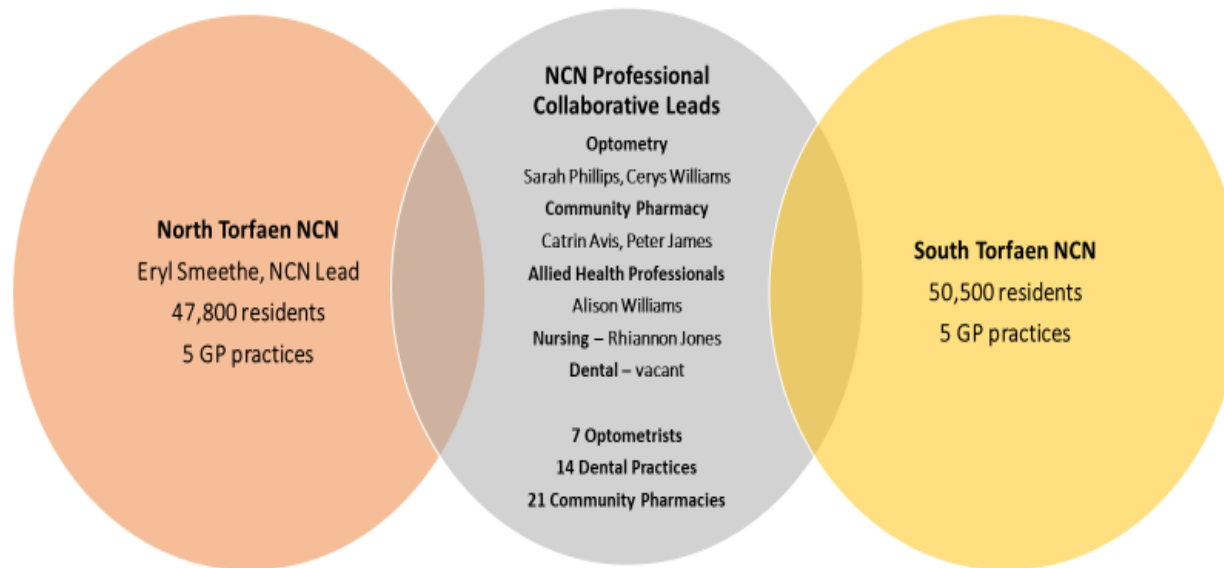 North Torfaen NCN
Eryl Smeethe, NCN Lead
47,800 residents
5 GP practices
NCN Professional
Collaborative Leads
Optometry
Sarah Phillips, Cerys Williams
Community Pharmacy
Catrin Avis, Peter James
Allied Health Professionals
Alison Williams
Nursing – Rhiannon Jones
Dental – vacant
7 Optometrists
14 Dental Practices
21 Community Pharmacies
South Torfaen NCN
50,500 residents
5 GP practices